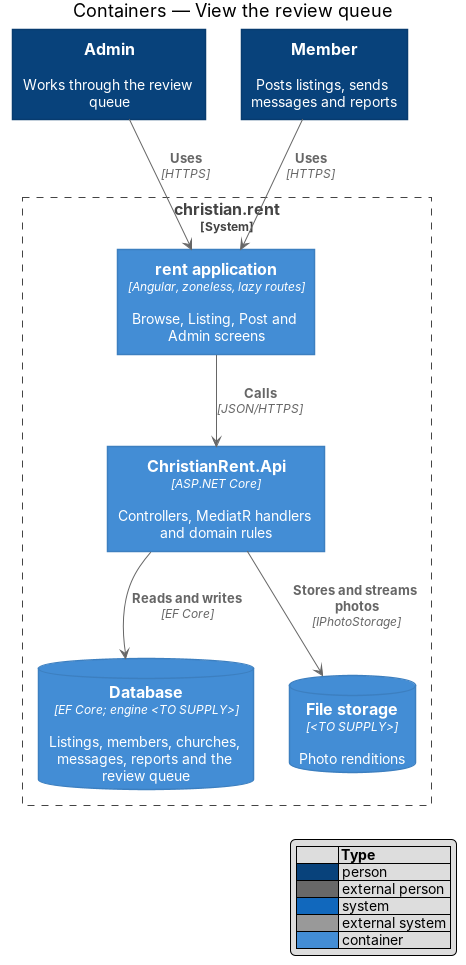 Containers — View the review queue
Admin
Works through the review
queue
Member
Posts listings, sends
messages and reports
Uses
[HTTPS]
Uses
[HTTPS]
christian.rent
[System]
rent application
[Angular, zoneless, lazy routes]
Browse, Listing, Post and
Admin screens
Calls
[JSON/HTTPS]
ChristianRent.Api
[ASP.NET Core]
Controllers, MediatR handlers
and domain rules
Reads and writes
[EF Core]
Stores and streams
photos
[IPhotoStorage]
Database
[EF Core; engine <TO SUPPLY>]
Listings, members, churches,
messages, reports and the
review queue
File storage
[<TO SUPPLY>]
Photo renditions
Type
person
external person
system
external system
container